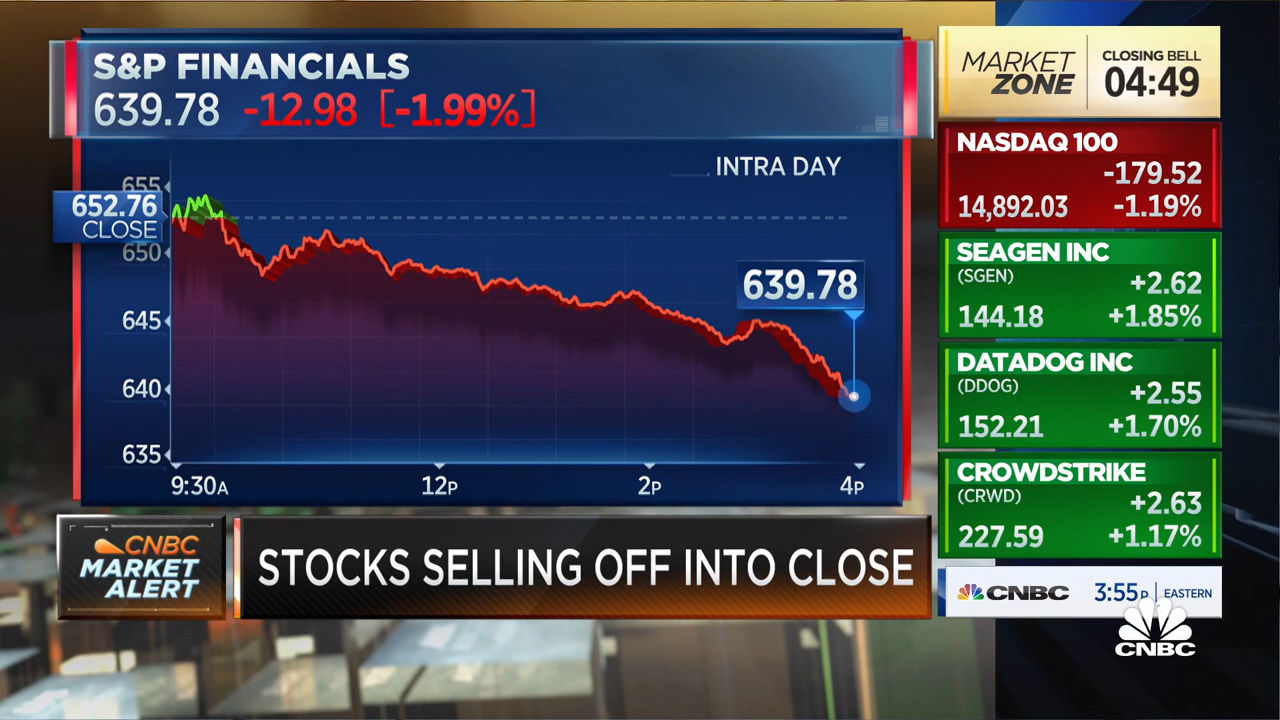 S&P FINANCIALS
639.78 -12.98 [-1.99%]
INTRA DAY
655
652.76
CLOSE
650
645
640
635
639.78
9:30A 12P 2P 4P
CNBC
MARKET
ALERT
STOCKS SELLING OFF INTO CLOSE
MARKET
ZONE
CLOSING BELL
04:49
NASDAQ 100
-179.52
14,892.03 -1.19%
SEAGEN INC
(SGEN)
+2.62
144.18 +1.85%
DATADOG INC
(DDOG)
+2.55
152.21 +1.70%
CROWDSTRIKE
(CRWD)
+2.63
227.59 +1.17%
CNBC 3:55P EASTERN
CNBC